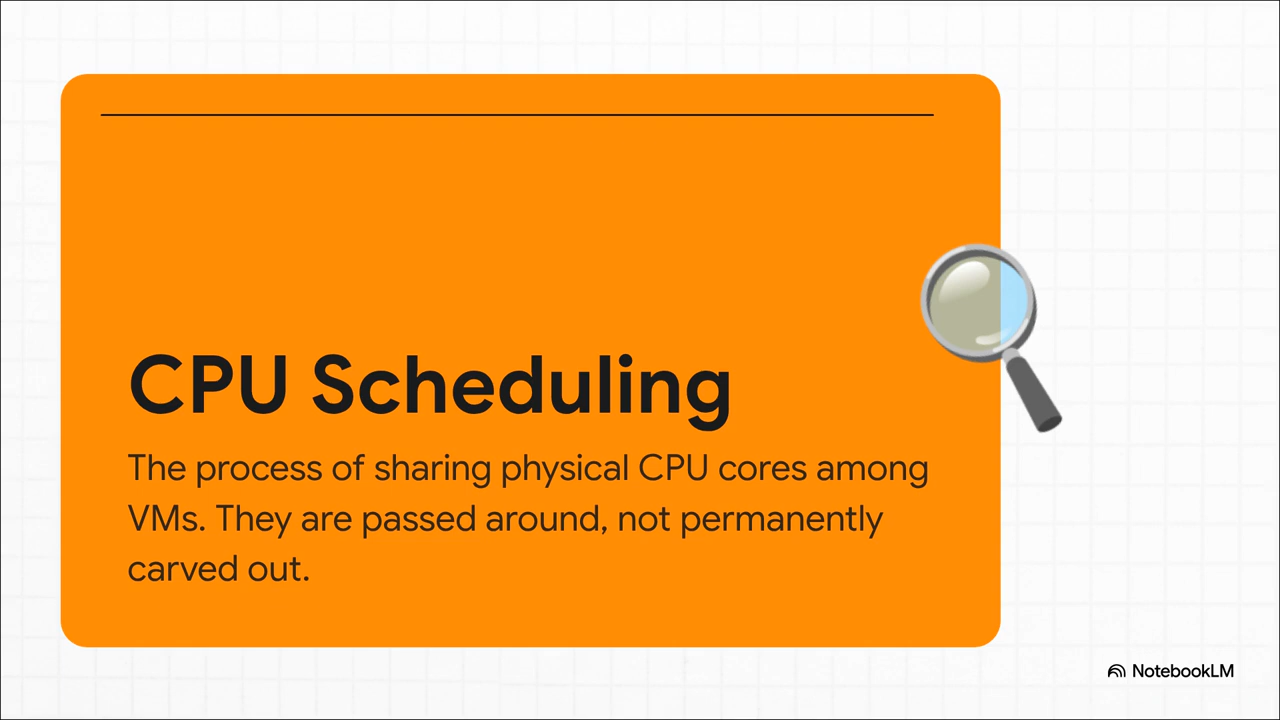 CPU Scheduling
The process of sharing physical CPU cores among
VMs. They are passed around, not permanently
carved out.
NotebookLM